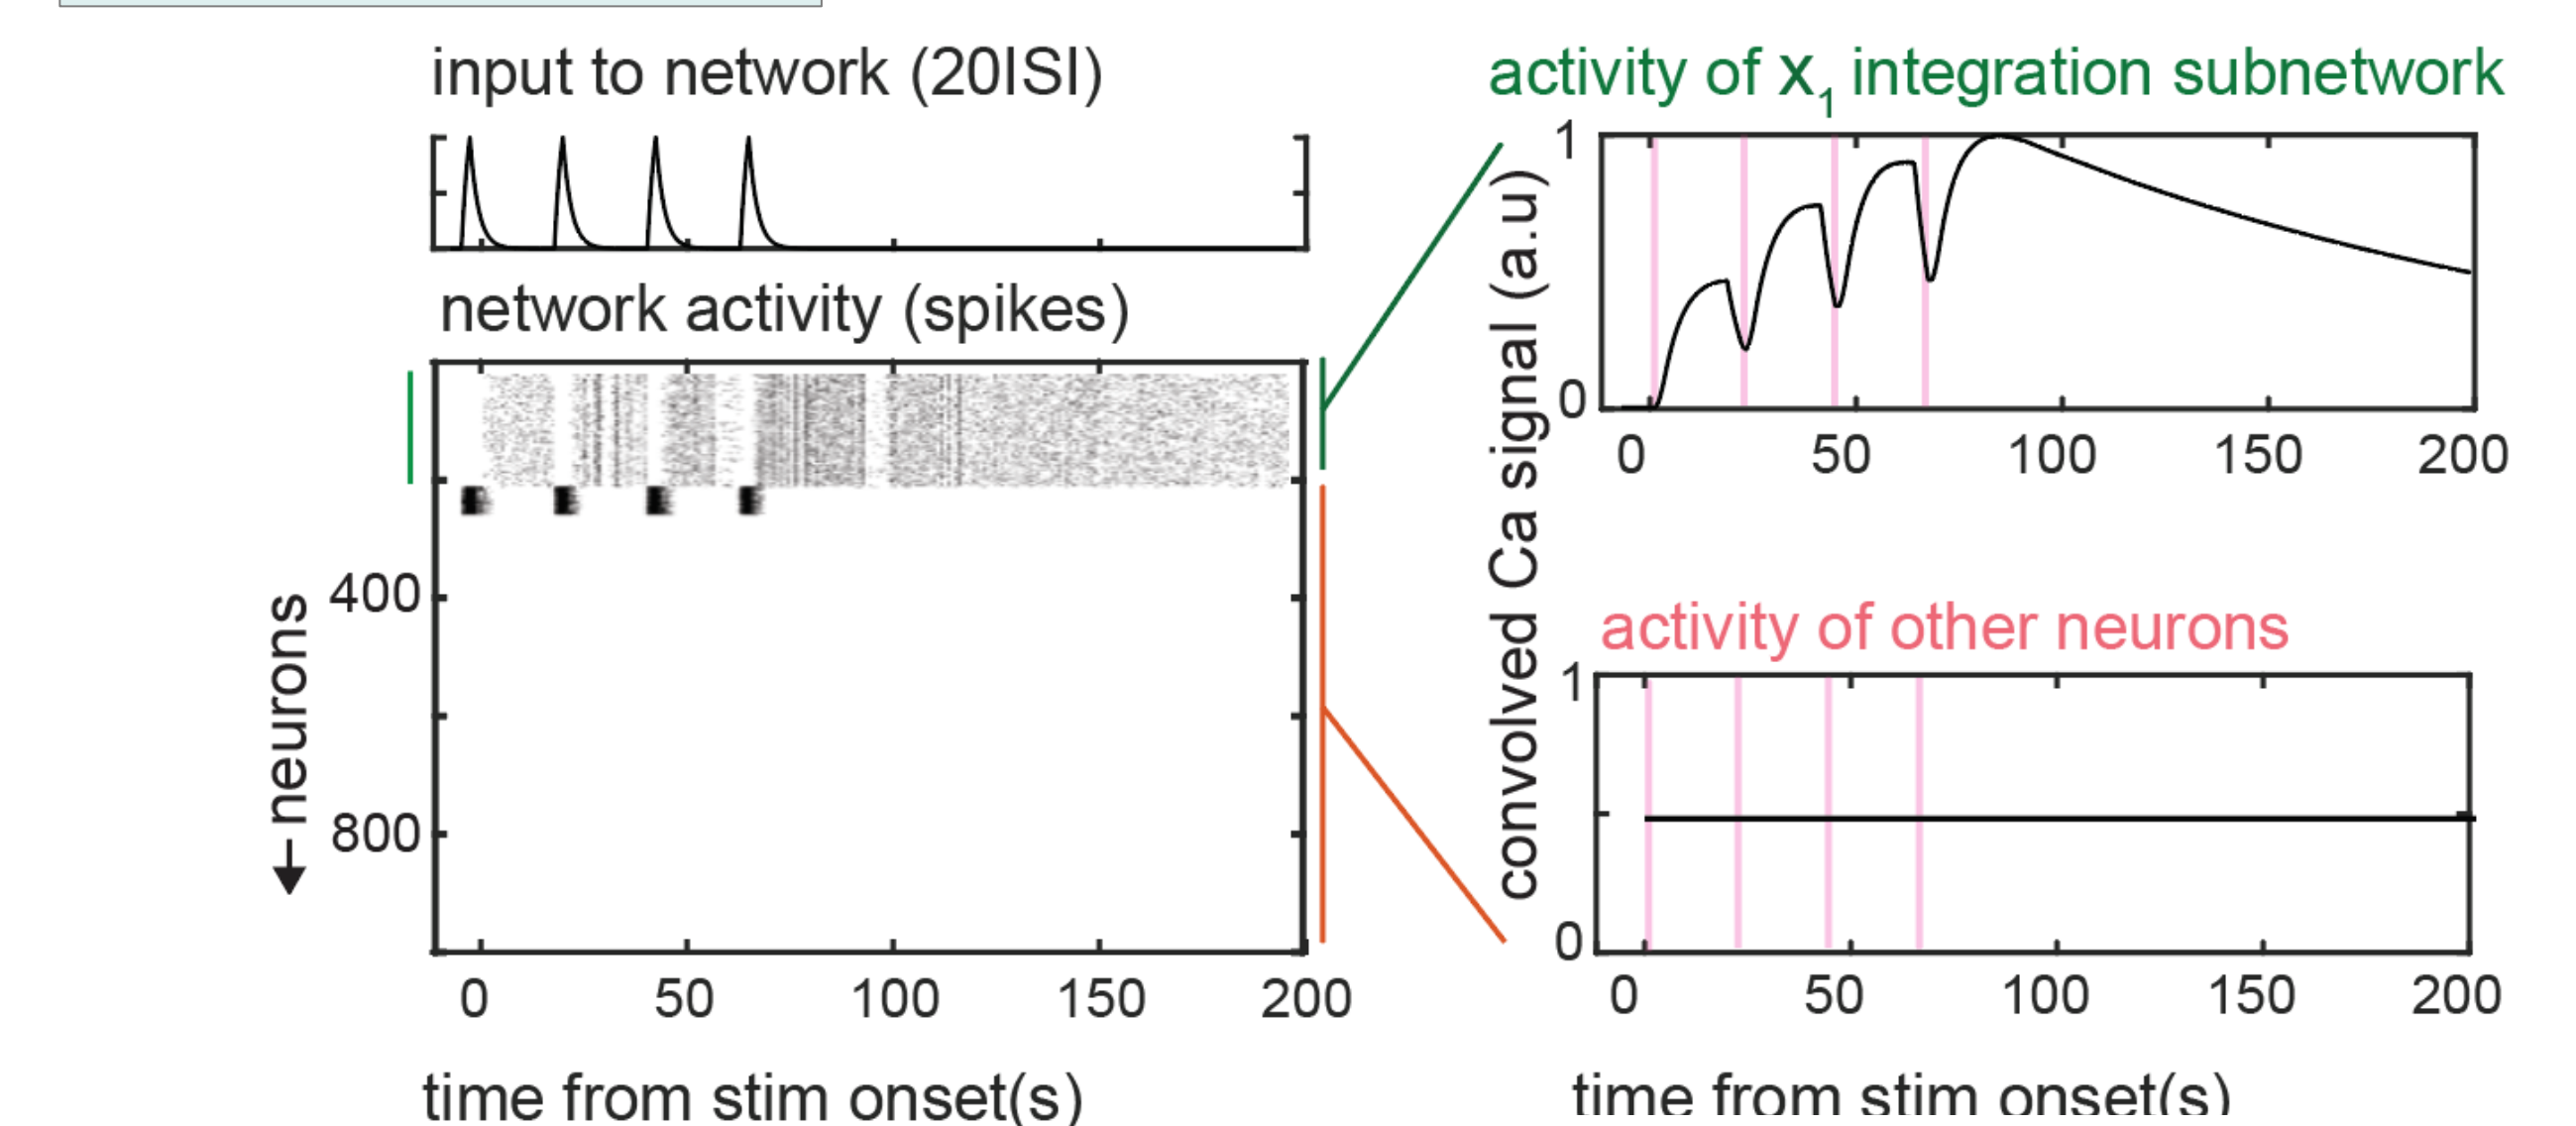 input to network (20ISI)
network activity (spikes)
← neurons
400
800
0 50 100 150 200
time from stim onset(s)
activity of x1 integration subnetwork
convolved Ca signal (a.u)
1
0
0 50 100 150 200
activity of other neurons
1
0
0 50 100 150 200
time from stim onset(s)